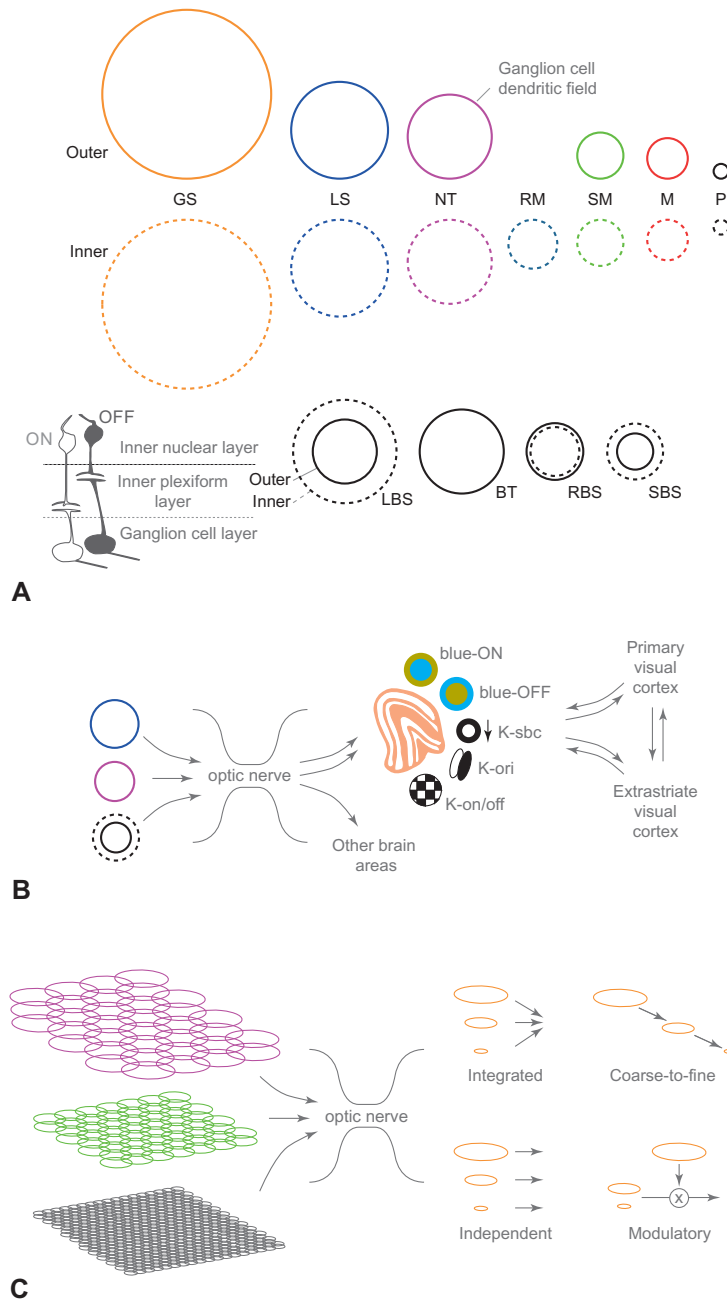 Ganglion cell
dendritic field
Outer
GS
LS
NT
RM
SM
M
P
Inner
OFF
ON
Inner nuclear layer
Inner plexiform
layer
Ganglion cell layer
Outer
Inner
LBS
BT
RBS
SBS
A
blue-ON
blue-OFF
K-sbc
K-ori
K-on/off
optic nerve
Other brain
areas
Primary
visual
cortex
Extrastriate
visual
cortex
B
optic nerve
Integrated
Coarse-to-fine
Independent
X
Modulatory
C